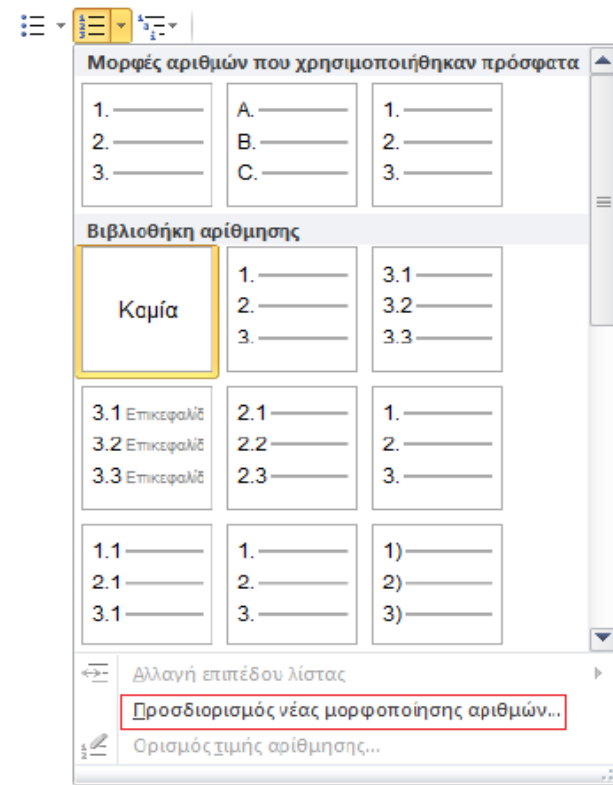 Μορφές αριθμών που χρησιμοποιήθηκαν πρόσφατα
1. A. 1.
2. B. 2.
3. C. 3.
Βιβλιοθήκη αρίθμησης
Καμία 1. 3.1
2. 3.2
3. 3.3
3.1 Επικεφαλίδ 2.1 1.
3.2 Επικεφαλίδ 2.2 2.
3.3 Επικεφαλίδ 2.3 3.
1.1 1. 1)
2.1 2. 2)
3.1 3. 3)
Αλλαγή επιπέδου λίστας
Προσδιορισμός νέας μορφοποίησης αριθμών...
Ορισμός τιμής αρίθμησης...